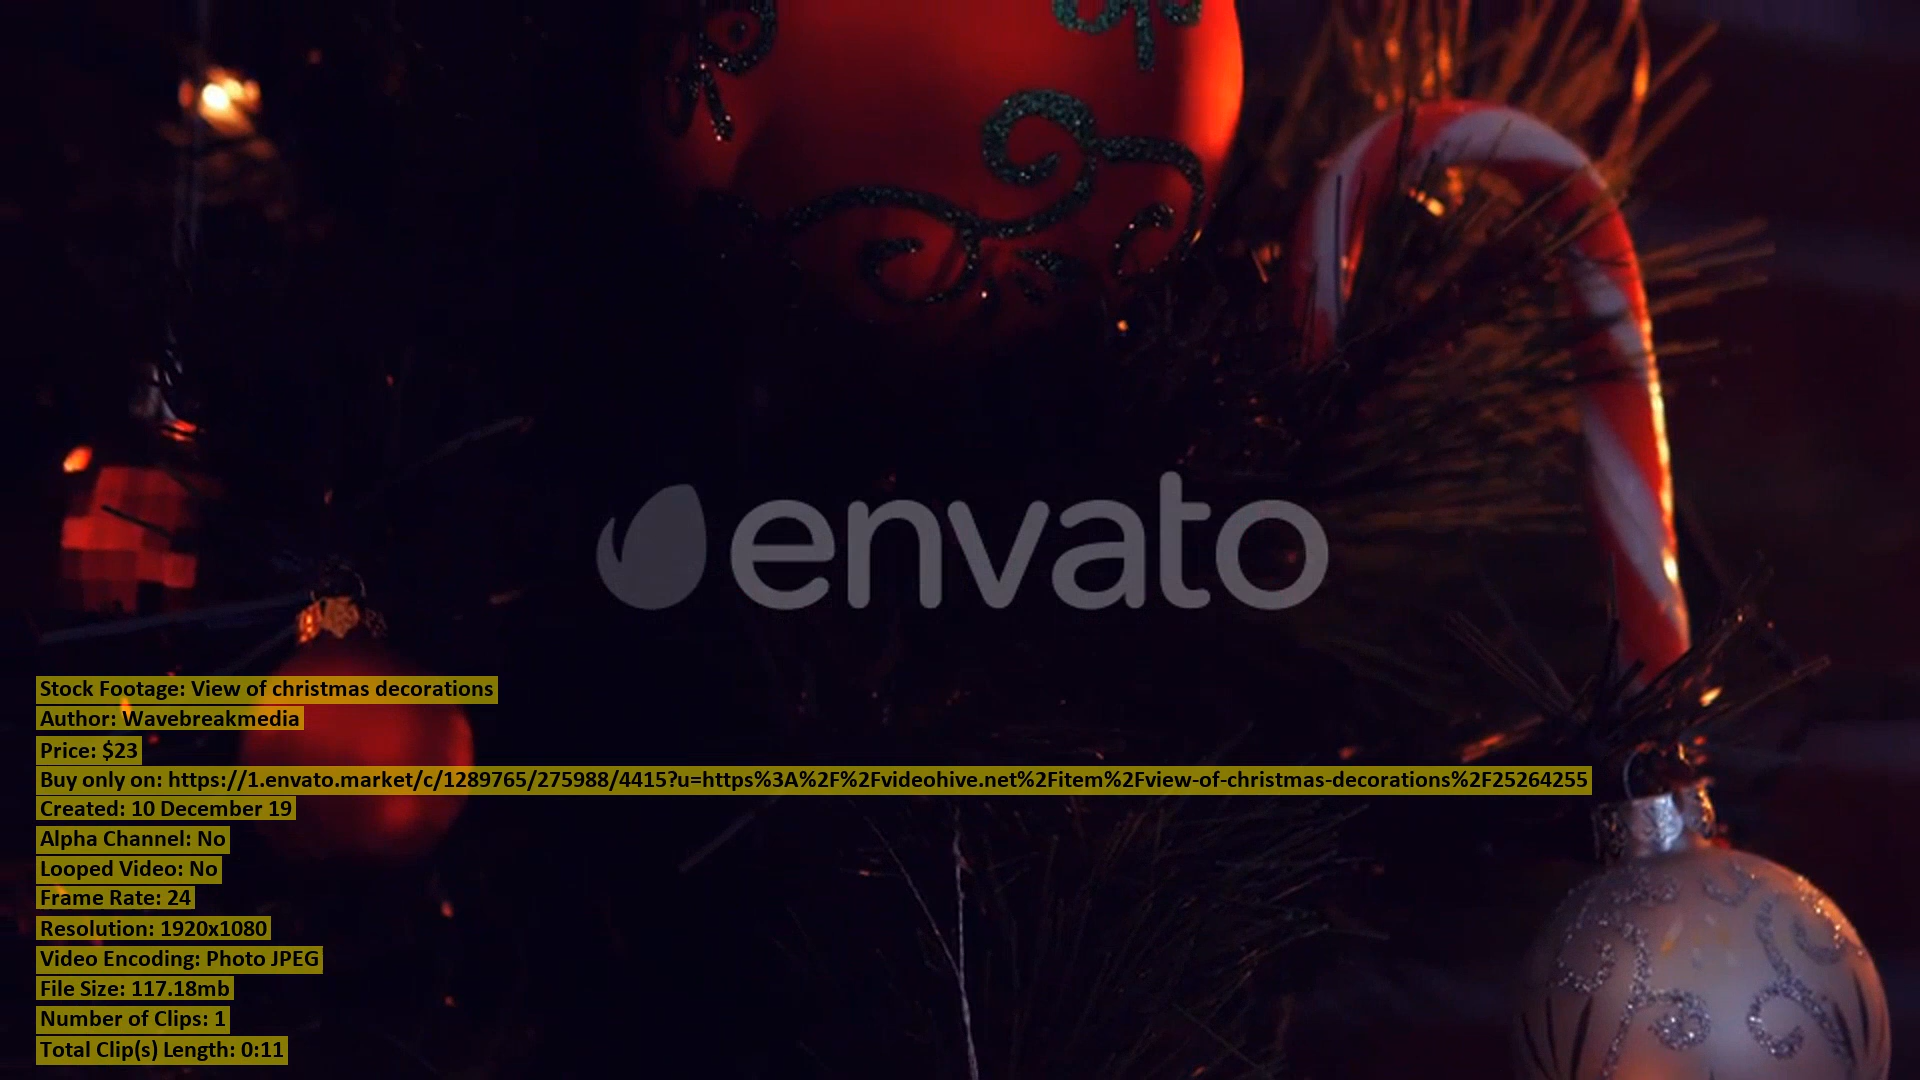 envato
Stock Footage: View of christmas decorations
Author: Wavebreakmedia
Price: $23
Buy only on: https://1.envato.market/c/1289765/275988/4415?u=https%3A%2F%2Fvideohive.net%2Fitem%2Fview-of-christmas-decorations%2F25264255
Created: 10 December 19
Alpha Channel: No
Looped Video: No
Frame Rate: 24
Resolution: 1920x1080
Video Encoding: Photo JPEG
File Size: 117.18mb
Number of Clips: 1
Total Clip(s) Length: 0:11